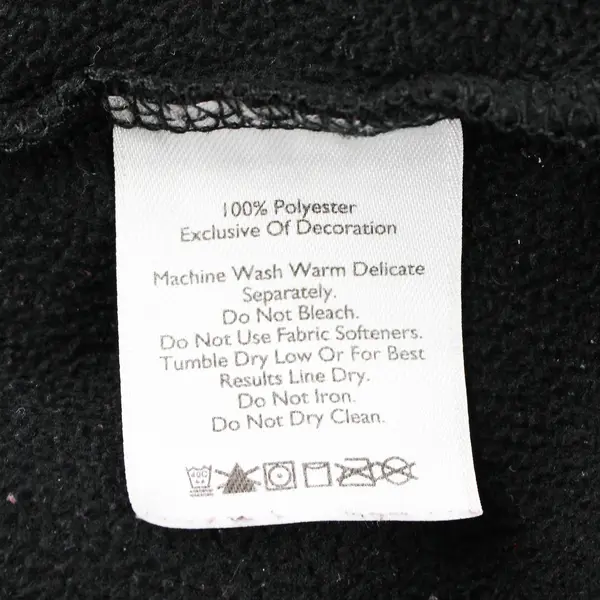 100% Polyester
Exclusive Of Decoration
Machine Wash Warm Delicate
Separately.
Do Not Bleach.
Do Not Use Fabric Softeners.
Tumble Dry Low Or For Best
Results Line Dry.
Do Not Iron.
Do Not Dry Clean.
40C